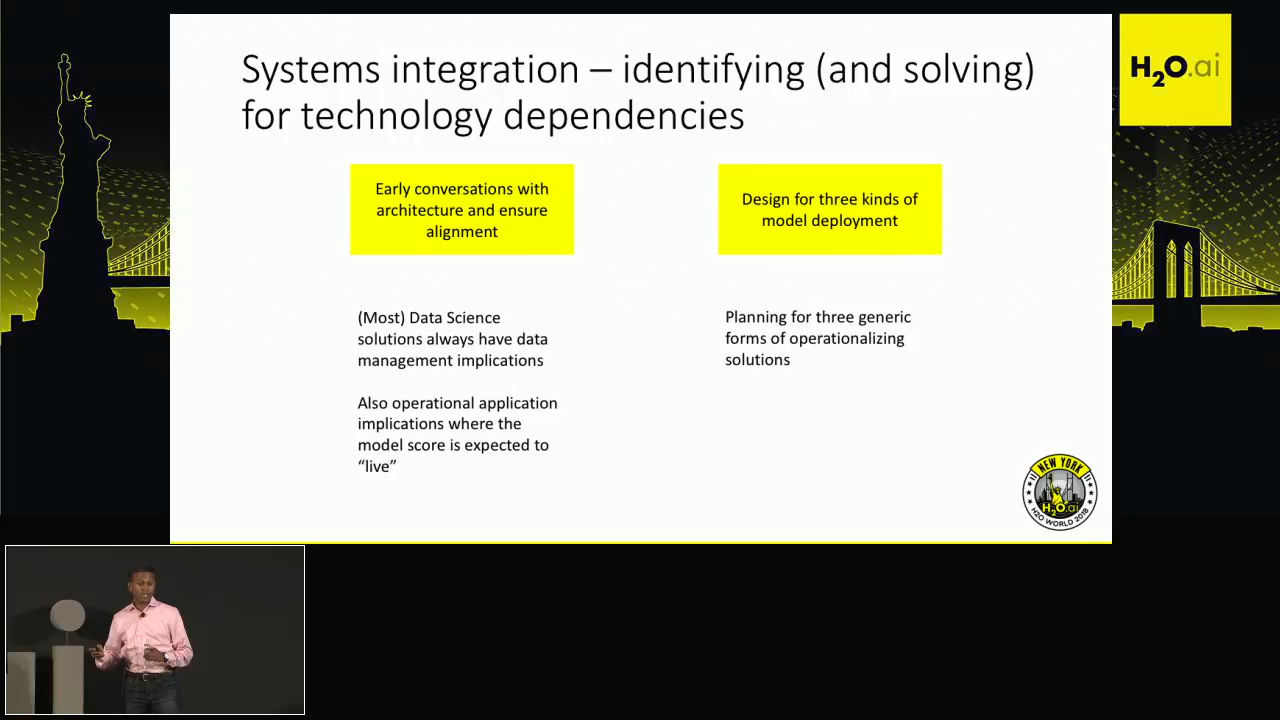 Systems integration – identifying (and solving)
for technology dependencies
H2O.ai
Early conversations with
architecture and ensure
alignment
Design for three kinds of
model deployment
(Most) Data Science
solutions always have data
management implications
Also operational application
implications where the
model score is expected to
“live”
Planning for three generic
forms of operationalizing
solutions
NEW YORK
H2O.ai
H2O WORLD 2018